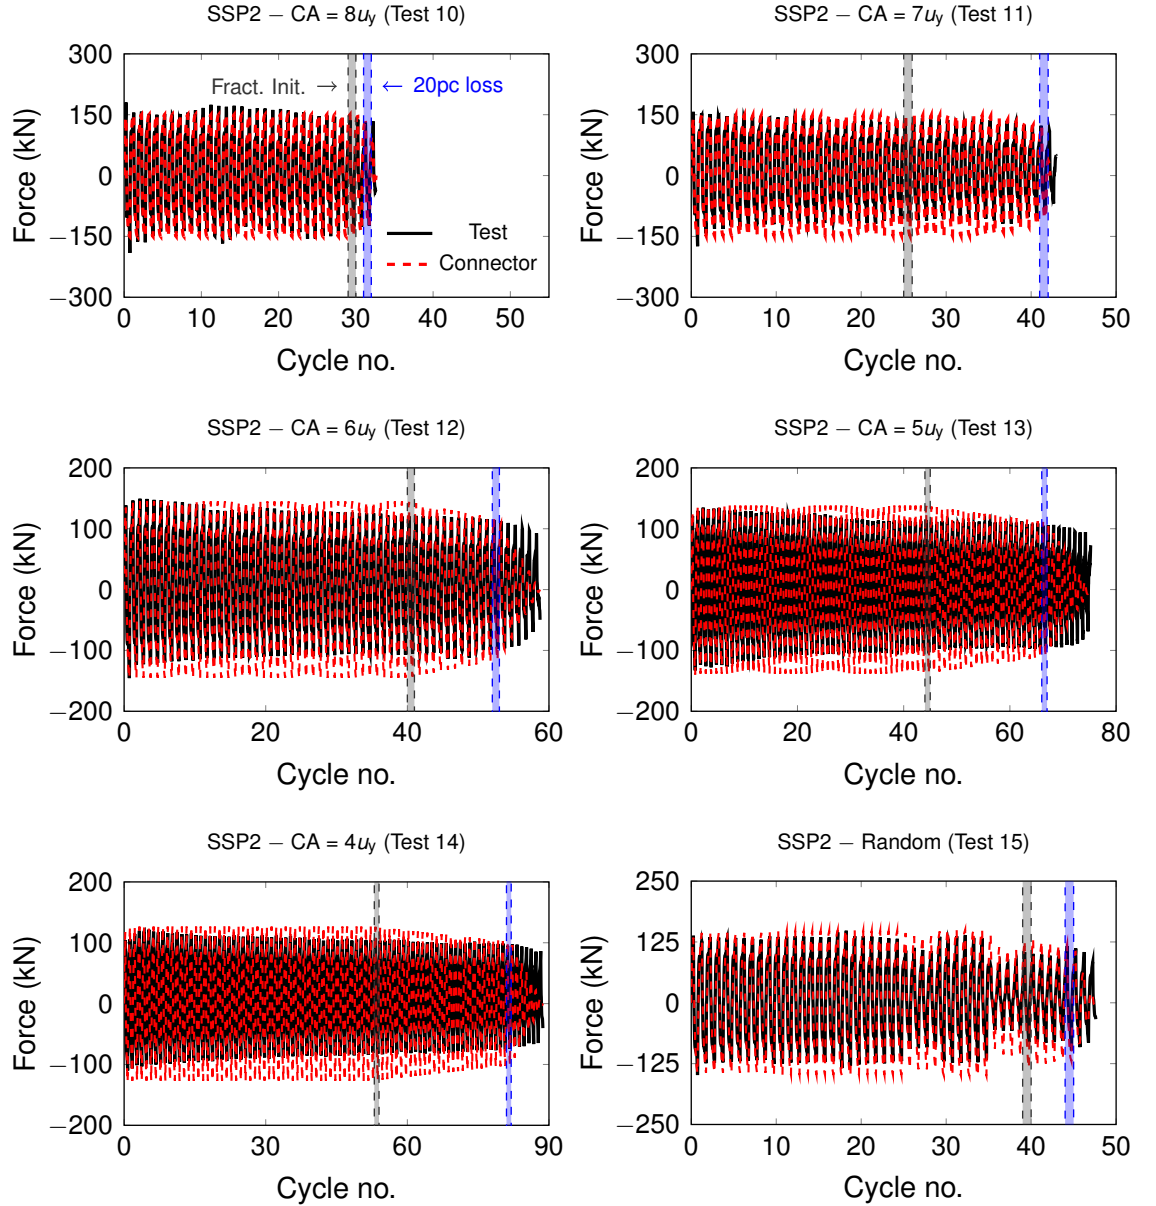 SSP2 − CA = 8uy (Test 10)
300
150
0
−150
−300
Force (kN)
Fract. Init. →
← 20pc loss
Test
Connector
0 10 20 30 40 50
Cycle no.
SSP2 − CA = 7uy (Test 11)
300
150
0
−150
−300
Force (kN)
0 10 20 30 40 50
Cycle no.
SSP2 − CA = 6uy (Test 12)
200
100
0
−100
−200
Force (kN)
0 20 40 60
Cycle no.
SSP2 − CA = 5uy (Test 13)
200
100
0
−100
−200
Force (kN)
0 20 40 60 80
Cycle no.
SSP2 − CA = 4uy (Test 14)
200
100
0
−100
−200
Force (kN)
0 30 60 90
Cycle no.
SSP2 − Random (Test 15)
250
125
0
−125
−250
Force (kN)
0 10 20 30 40 50
Cycle no.